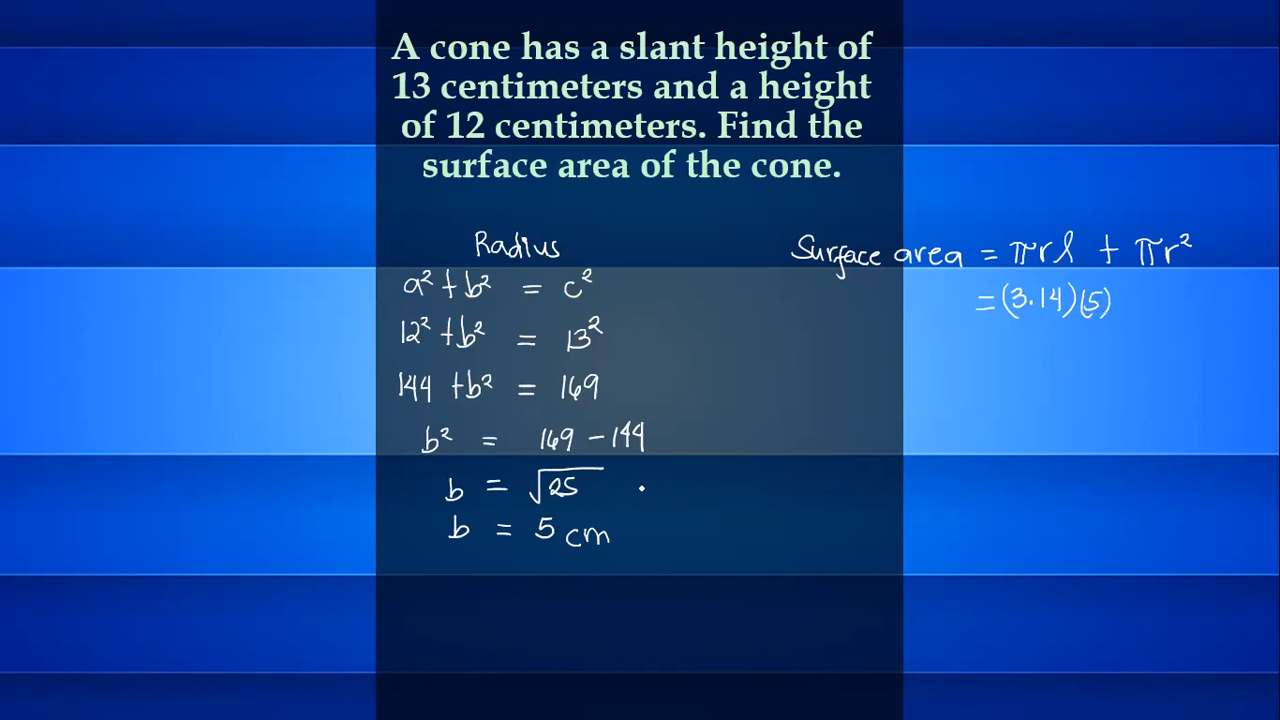 A cone has a slant height of
13 centimeters and a height
of 12 centimeters. Find the
surface area of the cone.
Radius
a² + b² = c²
12² + b² = 13²
144 + b² = 169
b² = 169 - 144
b = √25
b = 5 cm
Surface area = πrl + πr²
= (3.14)(5)